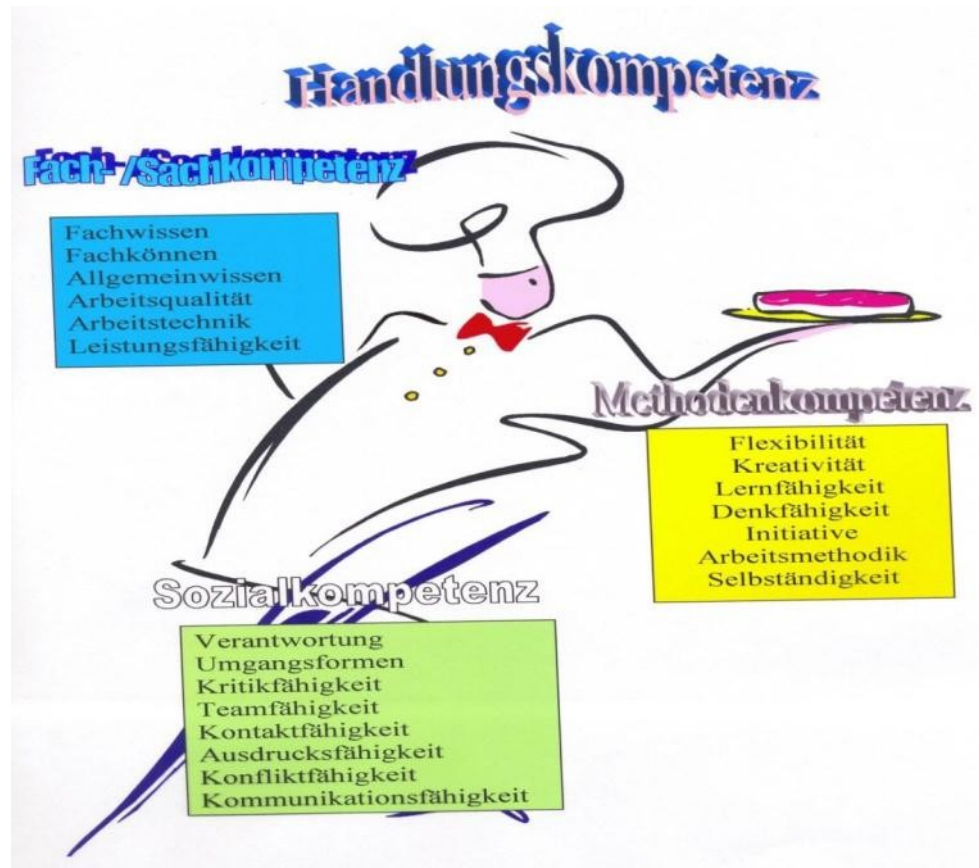 Handlungskompetenz
Fach- /Sachkompetenz
Fachwissen
Fachkönnen
Allgemeinwissen
Arbeitsqualität
Arbeitstechnik
Leistungsfähigkeit
Methodenkompetenz
Flexibilität
Kreativität
Lernfähigkeit
Denkfähigkeit
Initiative
Arbeitsmethodik
Selbständigkeit
Sozialkompetenz
Verantwortung
Umgangsformen
Kritikfähigkeit
Teamfähigkeit
Kontaktfähigkeit
Ausdrucksfähigkeit
Konfliktfähigkeit
Kommunikationsfähigkeit